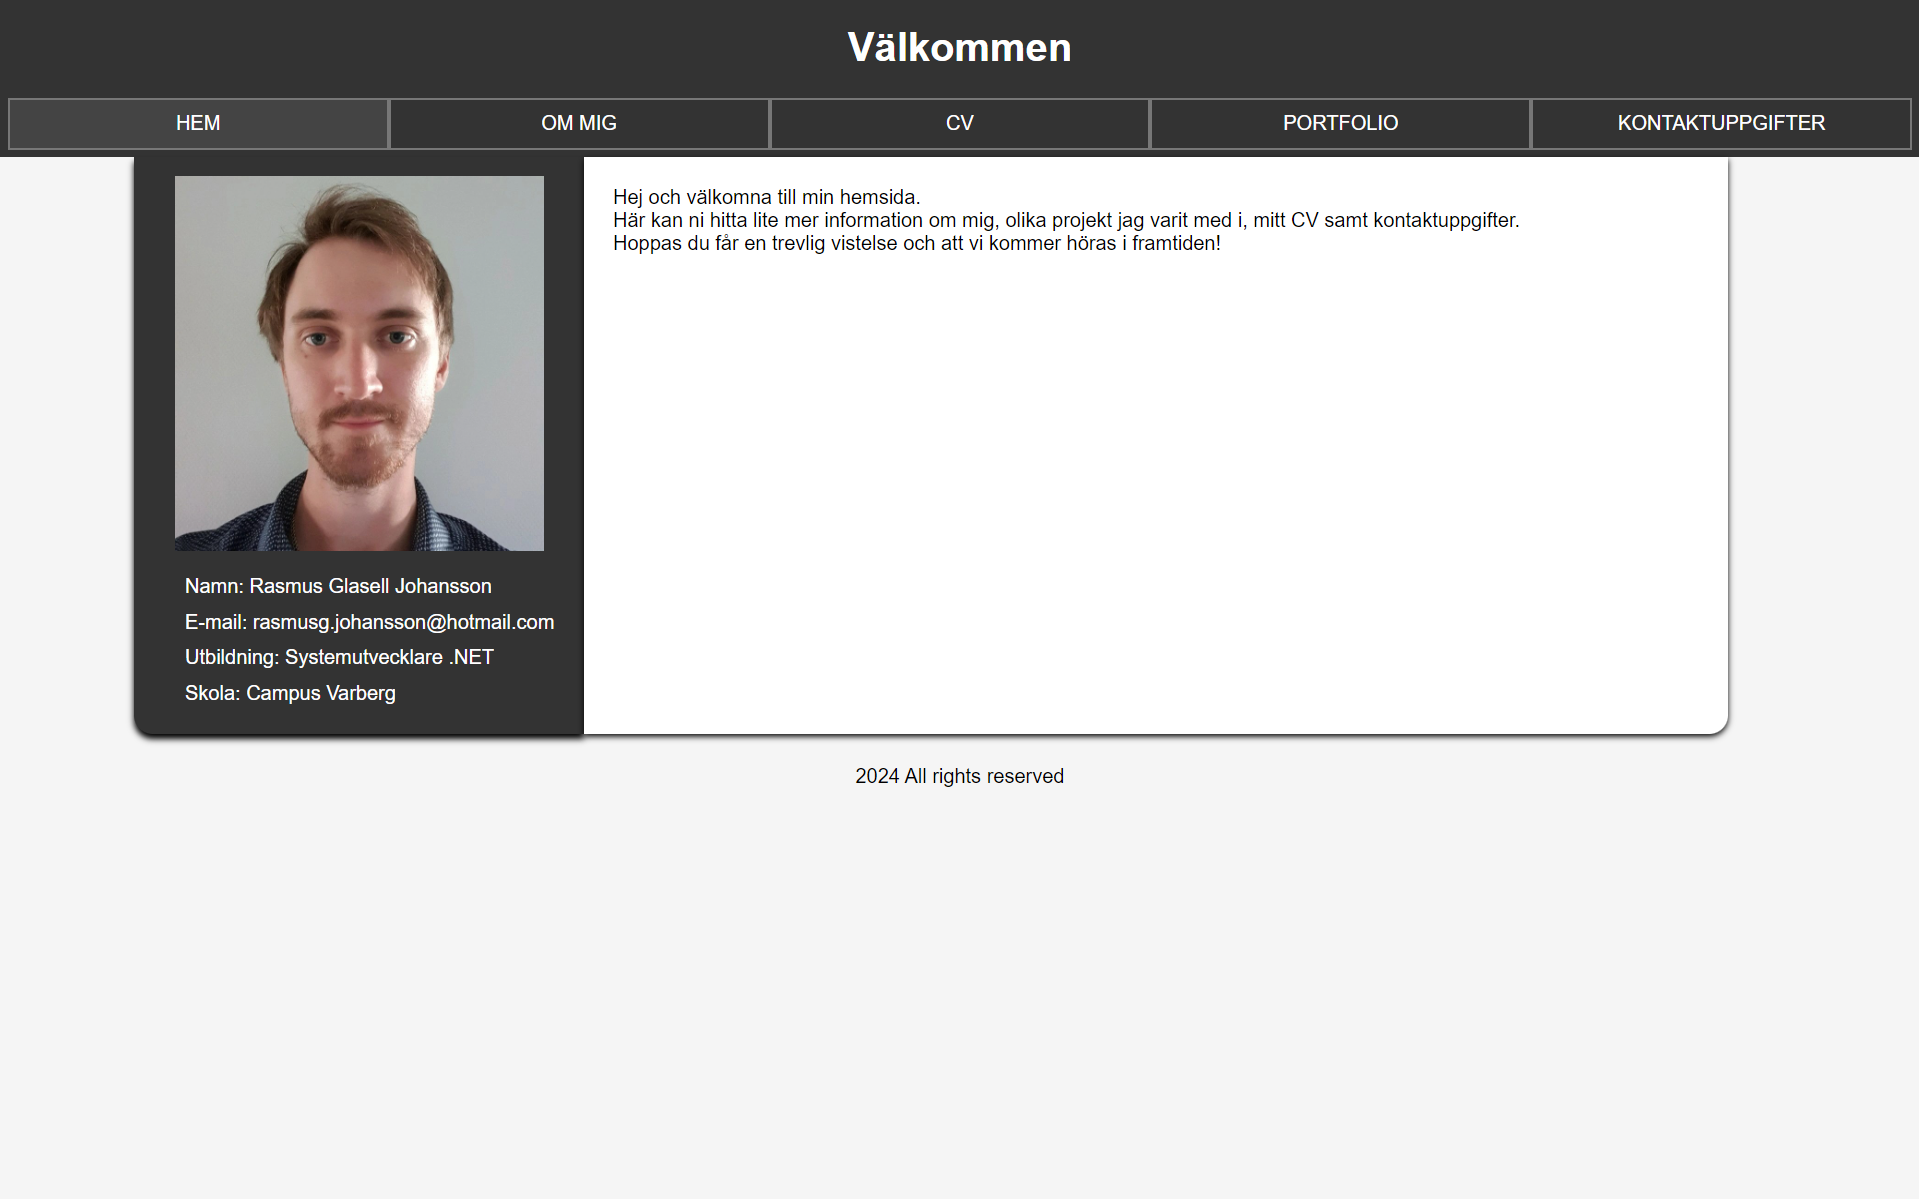 Välkommen
HEM
OM MIG
CV
PORTFOLIO
KONTAKTUPPGIFTER
Namn: Rasmus Glasell Johansson
E-mail: rasmusg.johansson@hotmail.com
Utbildning: Systemutvecklare .NET
Skola: Campus Varberg
Hej och välkomna till min hemsida.
Här kan ni hitta lite mer information om mig, olika projekt jag varit med i, mitt CV samt kontaktuppgifter.
Hoppas du får en trevlig vistelse och att vi kommer höras i framtiden!
2024 All rights reserved